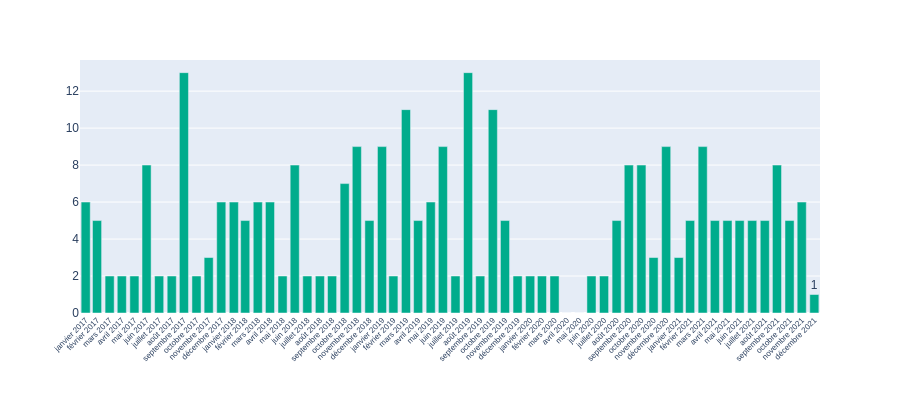 12
10
8
6
4
2
0
1
janvier 2017
février 2017
mars 2017
avril 2017
mai 2017
juin 2017
juillet 2017
août 2017
septembre 2017
octobre 2017
novembre 2017
décembre 2017
janvier 2018
février 2018
mars 2018
avril 2018
mai 2018
juin 2018
juillet 2018
août 2018
septembre 2018
octobre 2018
novembre 2018
décembre 2018
janvier 2019
février 2019
mars 2019
avril 2019
mai 2019
juin 2019
juillet 2019
août 2019
septembre 2019
octobre 2019
novembre 2019
décembre 2019
janvier 2020
février 2020
mars 2020
avril 2020
mai 2020
juin 2020
juillet 2020
août 2020
septembre 2020
octobre 2020
novembre 2020
décembre 2020
janvier 2021
février 2021
mars 2021
avril 2021
mai 2021
juin 2021
juillet 2021
août 2021
septembre 2021
octobre 2021
novembre 2021
décembre 2021